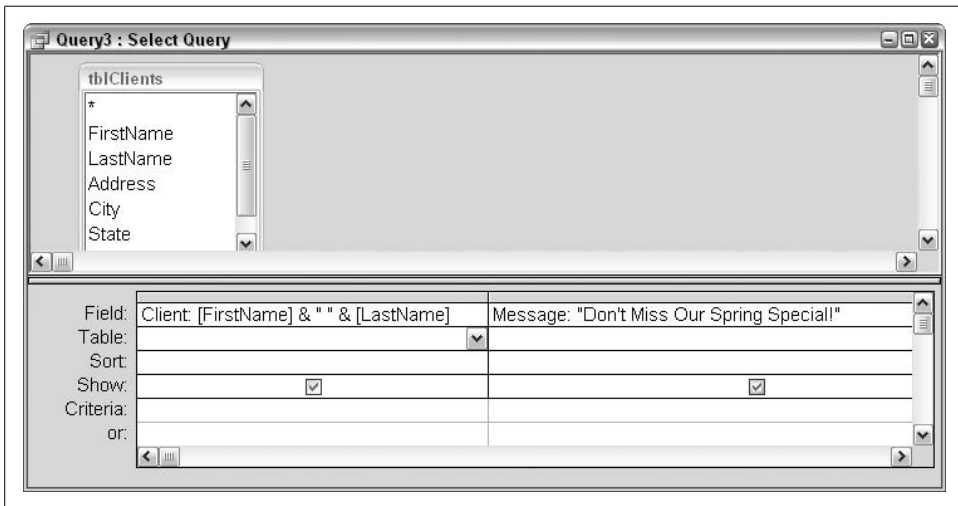 Query3 : Select Query
tblClients
*
FirstName
LastName
Address
City
State
Field: Client: [FirstName] & " " & [LastName] Message: "Don't Miss Our Spring Special!"
Table:
Sort:
Show:
Criteria:
or: